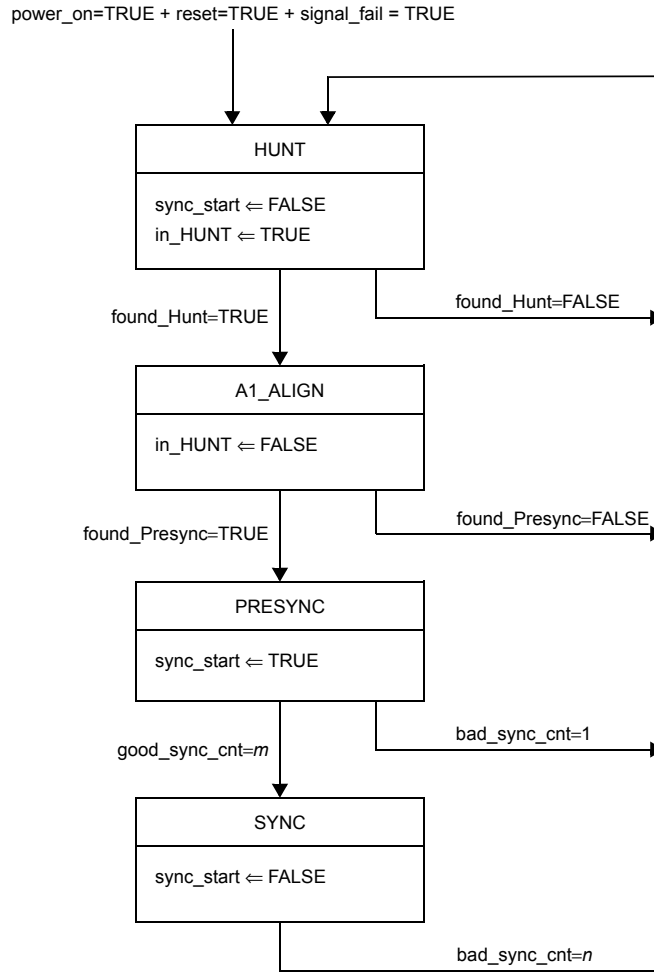 power_on=TRUE + reset=TRUE + signal_fail = TRUE
HUNT
sync_start ⇐ FALSE
in_HUNT ⇐ TRUE
found_Hunt=TRUE
found_Hunt=FALSE
A1_ALIGN
in_HUNT ⇐ FALSE
found_Presync=TRUE
found_Presync=FALSE
PRESYNC
sync_start ⇐ TRUE
good_sync_cnt=m
bad_sync_cnt=1
SYNC
sync_start ⇐ FALSE
bad_sync_cnt=n